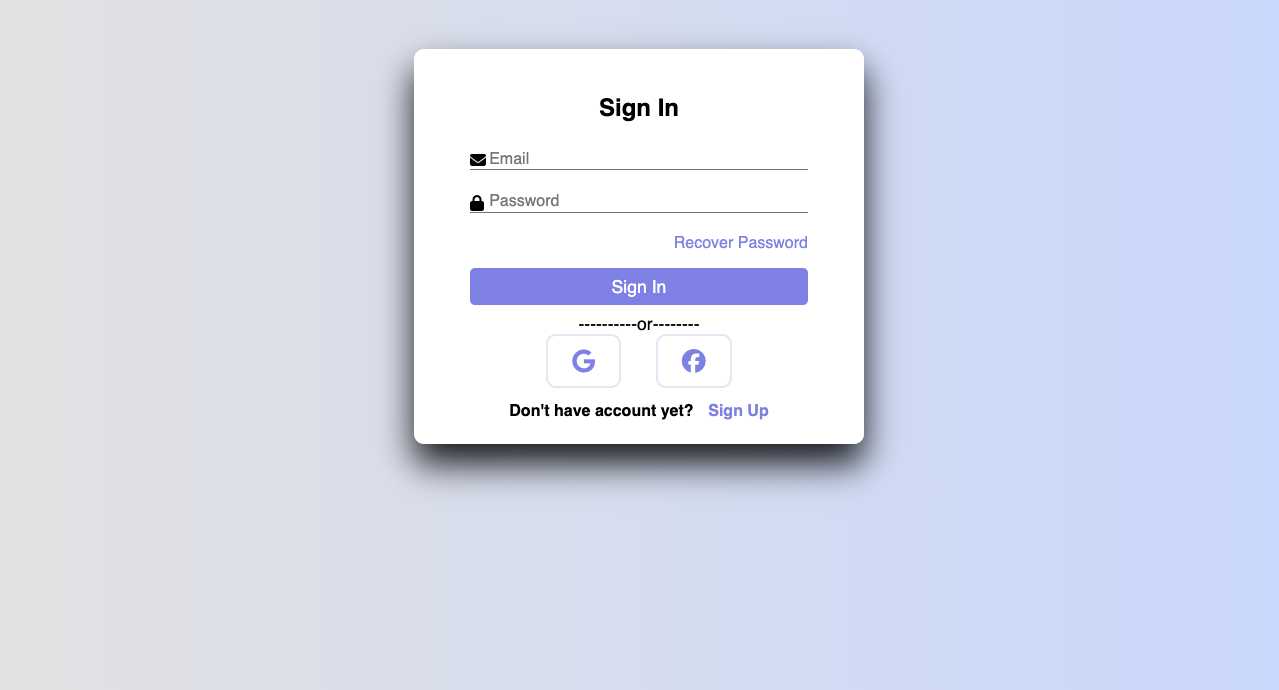 Sign In
Email
Password
Recover Password
Sign In
----------or--------
Don't have account yet? Sign Up